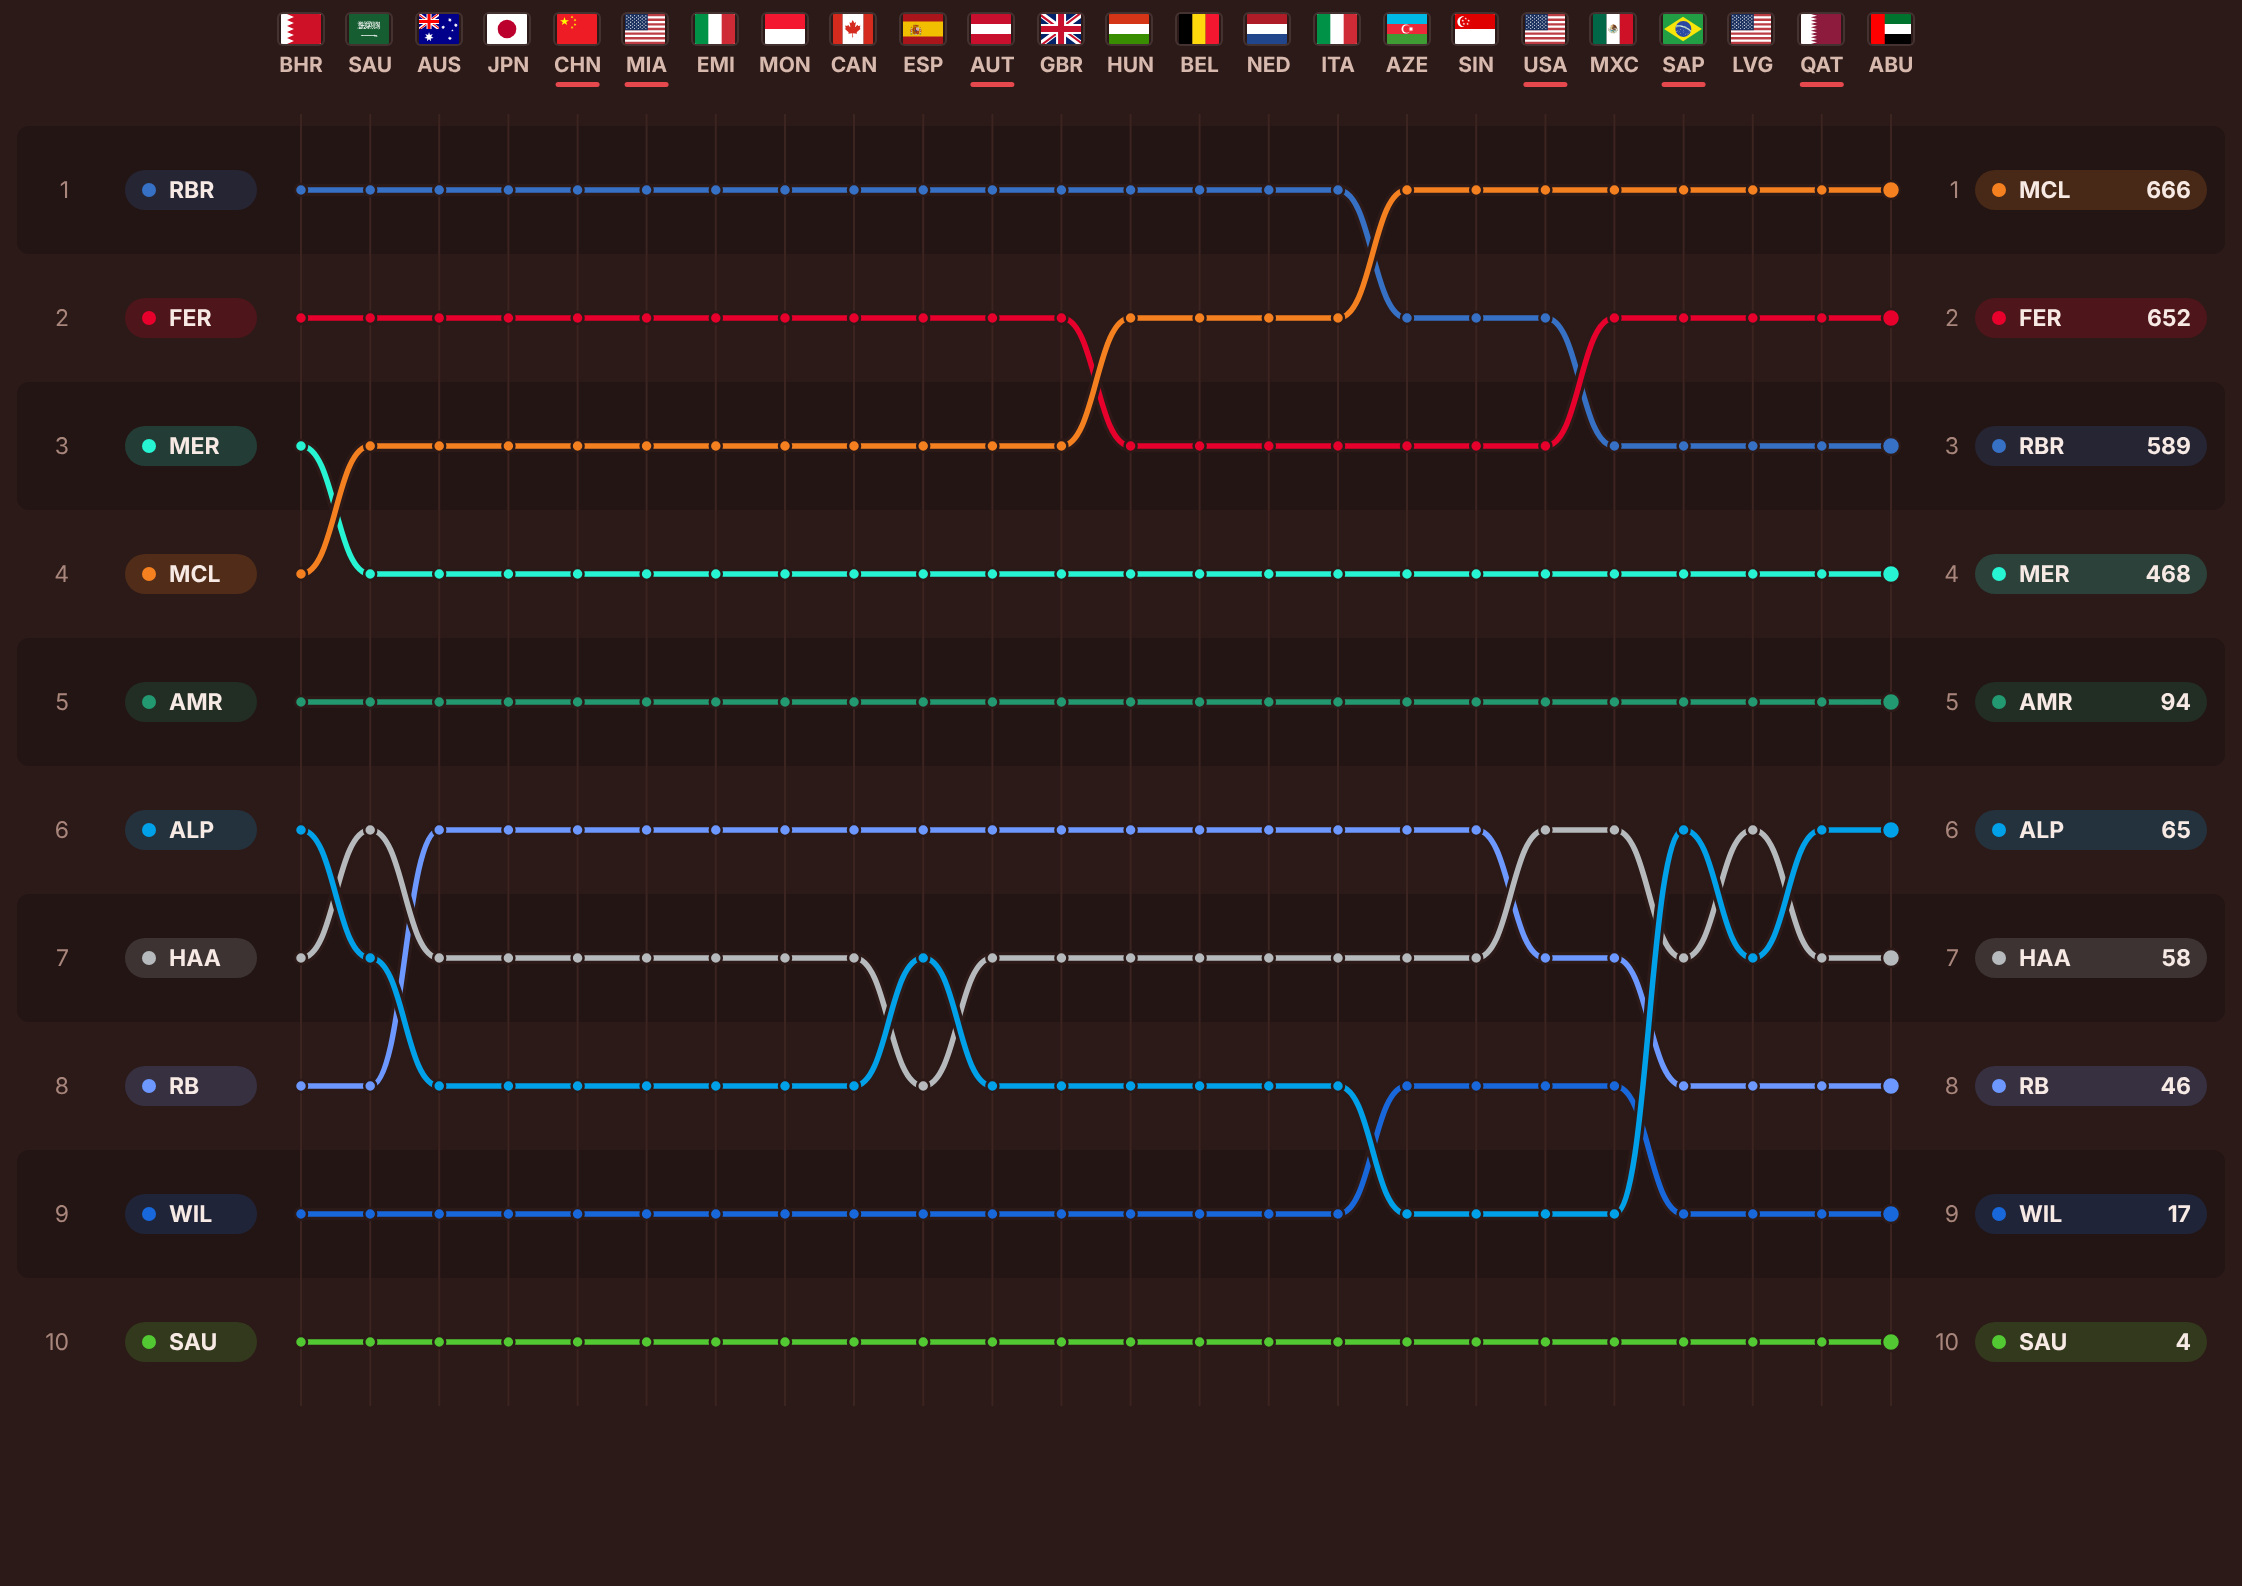 BHR SAU AUS JPN CHN MIA EMI MON CAN ESP AUT GBR HUN BEL NED ITA AZE SIN USA MXC SAP LVG QAT ABU
1 RBR 1 MCL 666
2 FER 2 FER 652
3 MER 3 RBR 589
4 MCL 4 MER 468
5 AMR 5 AMR 94
6 ALP 6 ALP 65
7 HAA 7 HAA 58
8 RB 8 RB 46
9 WIL 9 WIL 17
10 SAU 10 SAU 4